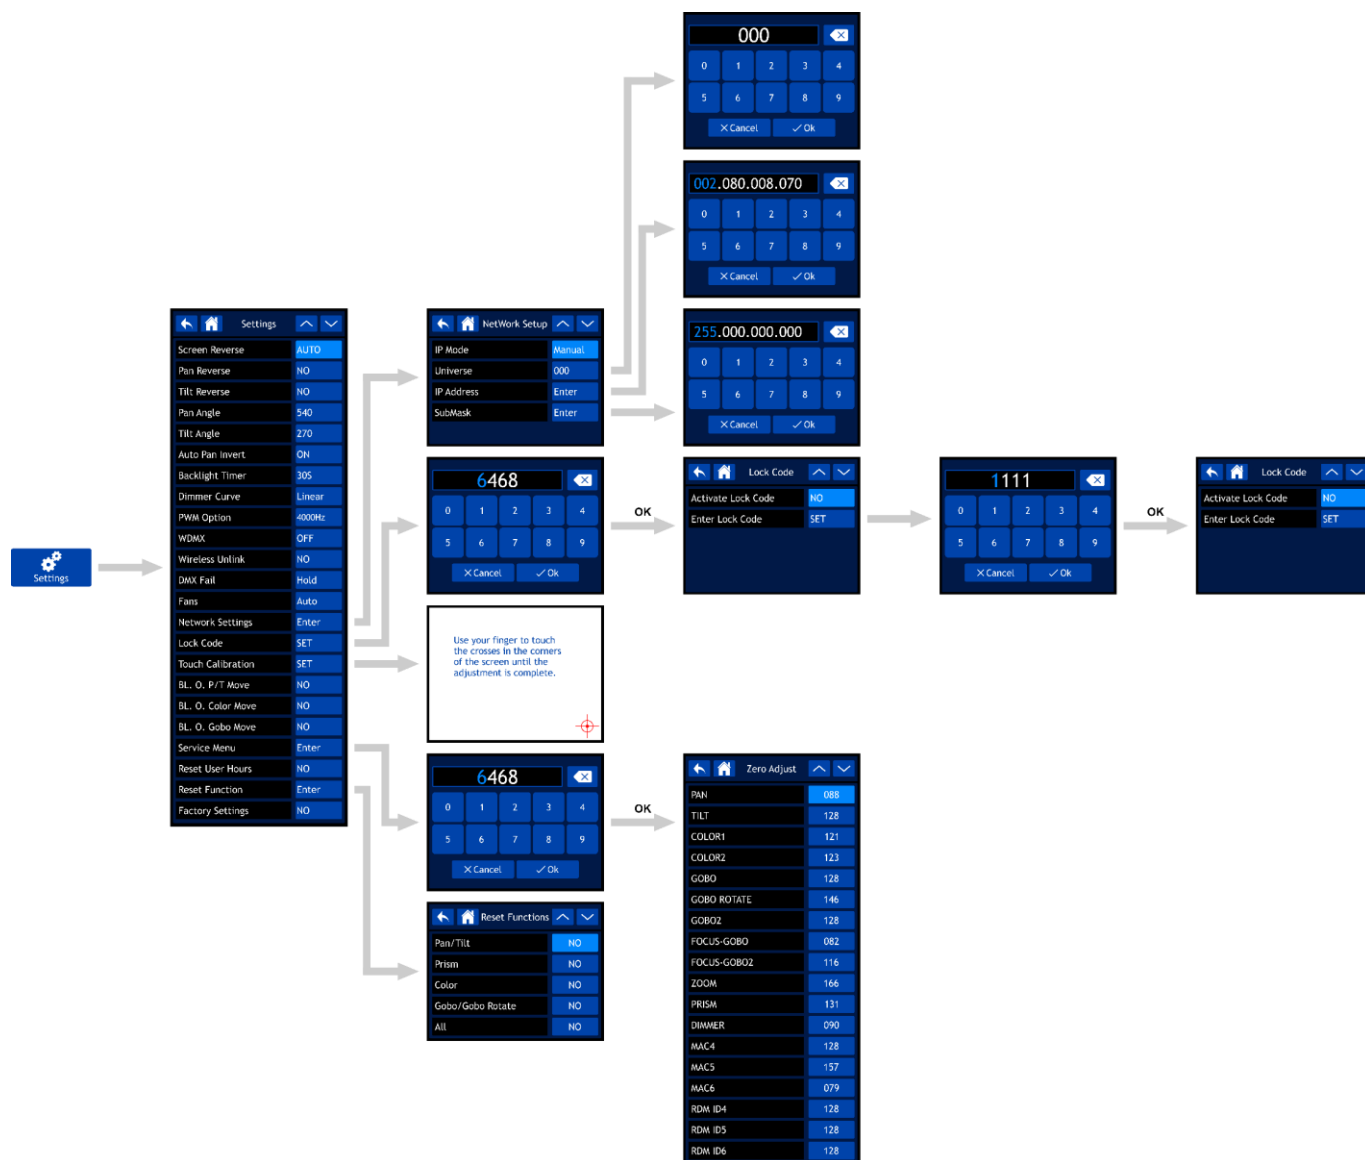 Settings
Settings
Screen Reverse AUTO
Pan Reverse NO
Tilt Reverse NO
Pan Angle 540
Tilt Angle 270
Auto Pan Invert ON
Backlight Timer 30S
Dimmer Curve Linear
PWM Option 4000Hz
WDMX OFF
Wireless Unlink NO
DMX Fail Hold
Fans Auto
Network Settings Enter
Lock Code SET
Touch Calibration SET
BL. O. P/T Move NO
BL. O. Color Move NO
BL. O. Gobo Move NO
Service Menu Enter
Reset User Hours NO
Reset Function Enter
Factory Settings NO
NetWork Setup
IP Mode Manual
Universe 000
IP Address Enter
SubMask Enter
000
0 1 2 3 4
5 6 7 8 9
Cancel Ok
002.080.008.070
0 1 2 3 4
5 6 7 8 9
Cancel Ok
255.000.000.000
0 1 2 3 4
5 6 7 8 9
Cancel Ok
6468
0 1 2 3 4
5 6 7 8 9
Cancel Ok
OK
Lock Code
Activate Lock Code NO
Enter Lock Code SET
1111
0 1 2 3 4
5 6 7 8 9
Cancel Ok
OK
Lock Code
Activate Lock Code NO
Enter Lock Code SET
Use your finger to touch
the crosses in the corners
of the screen until the
adjustment is complete.
6468
0 1 2 3 4
5 6 7 8 9
Cancel Ok
OK
Zero Adjust
PAN 088
TILT 128
COLOR1 121
COLOR2 123
GOBO 128
GOBO ROTATE 146
GOBO2 128
FOCUS-GOBO 082
FOCUS-GOBO2 116
ZOOM 166
PRISM 131
DIMMER 090
MAC4 128
MAC5 157
MAC6 079
RDM ID4 128
RDM ID5 128
RDM ID6 128
Reset Functions
Pan/Tilt NO
Prism NO
Color NO
Gobo/Gobo Rotate NO
All NO